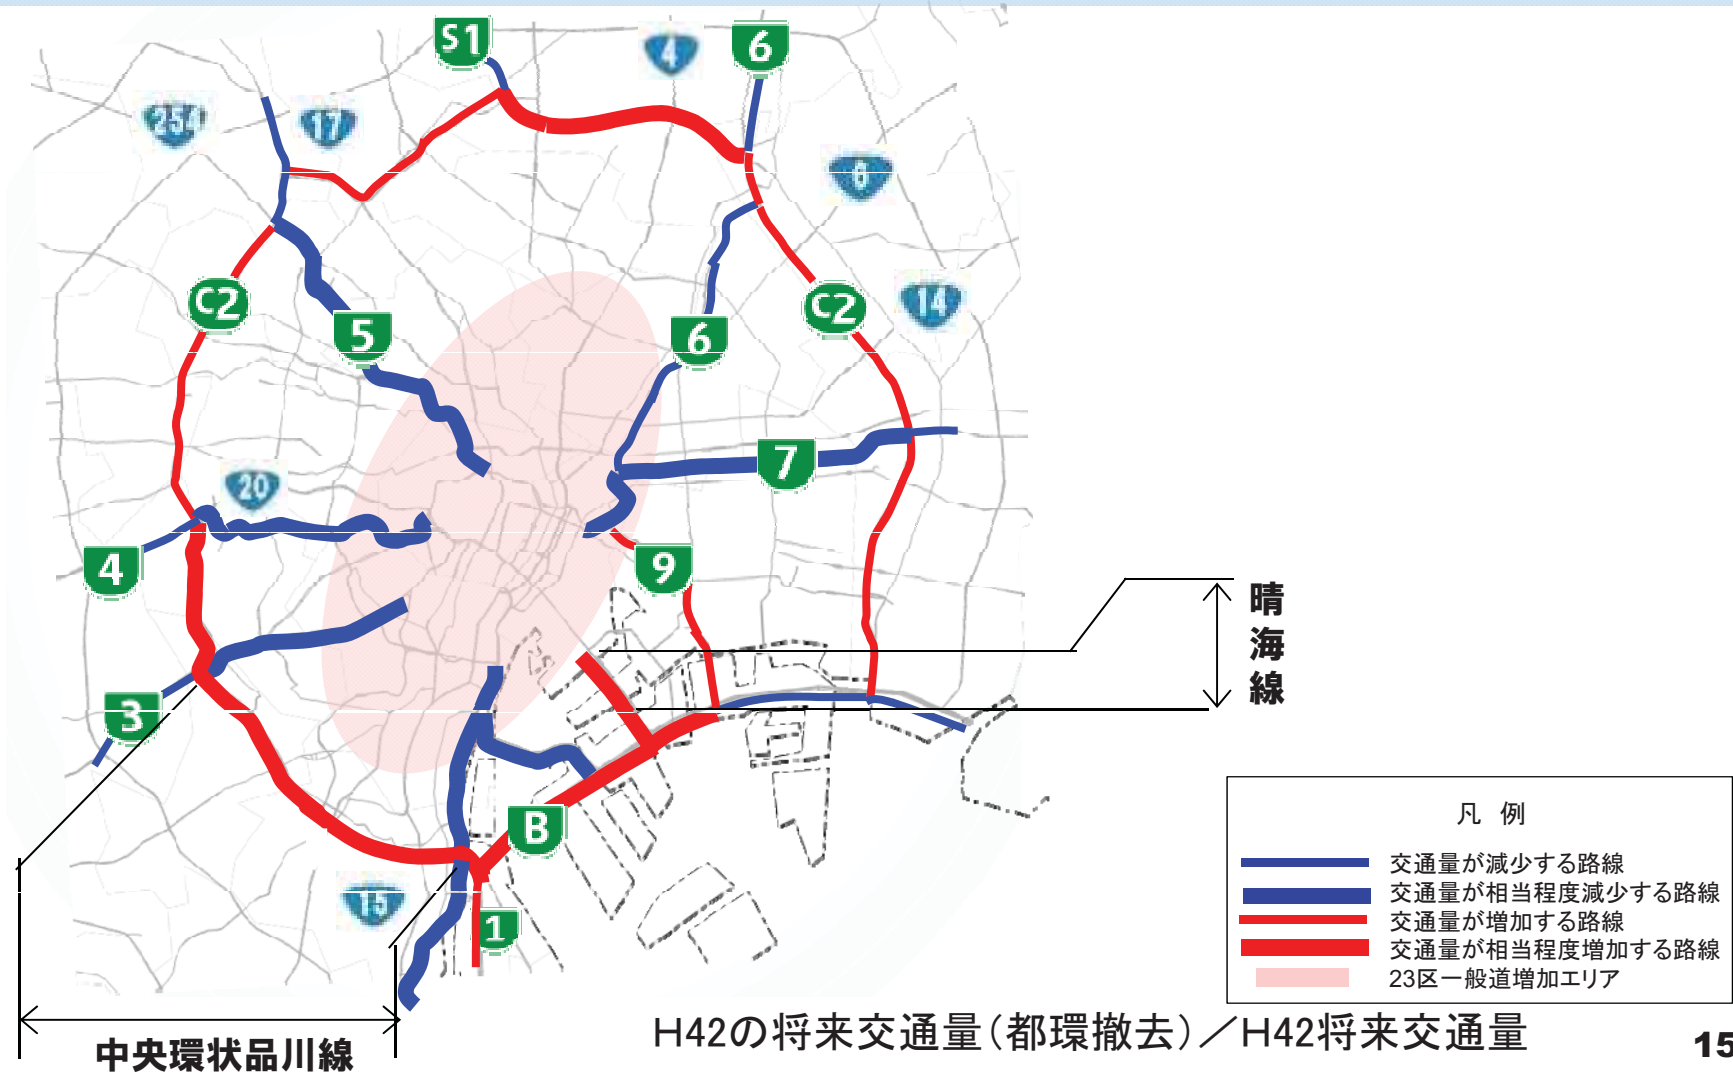 S1
4
6
254
17
6
C2
C2
14
5
6
7
20
4
9
晴海線
3
B
15
1
中央環状品川線
凡 例
交通量が減少する路線
交通量が相当程度減少する路線
交通量が増加する路線
交通量が相当程度増加する路線
23区一般道増加エリア
H42の将来交通量(都環撤去)／H42将来交通量
15